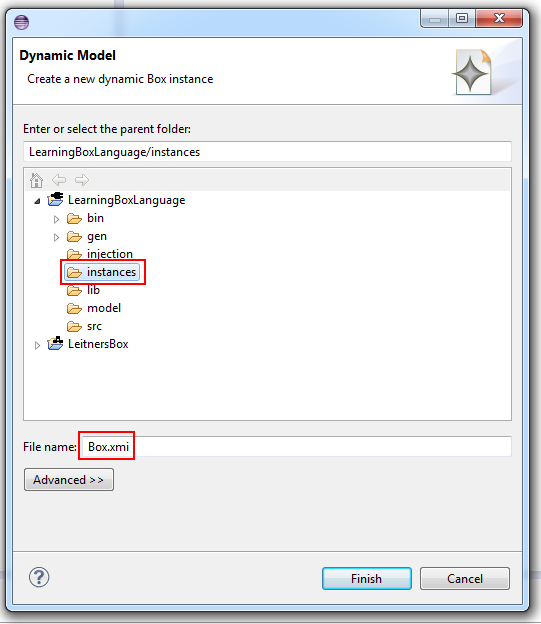 Dynamic Model
Create a new dynamic Box instance
Enter or select the parent folder:
LearningBoxLanguage/instances
LearningBoxLanguage
bin
gen
injection
instances
lib
model
src
LeitnersBox
File name: Box.xmi
Advanced >>
?
Finish Cancel